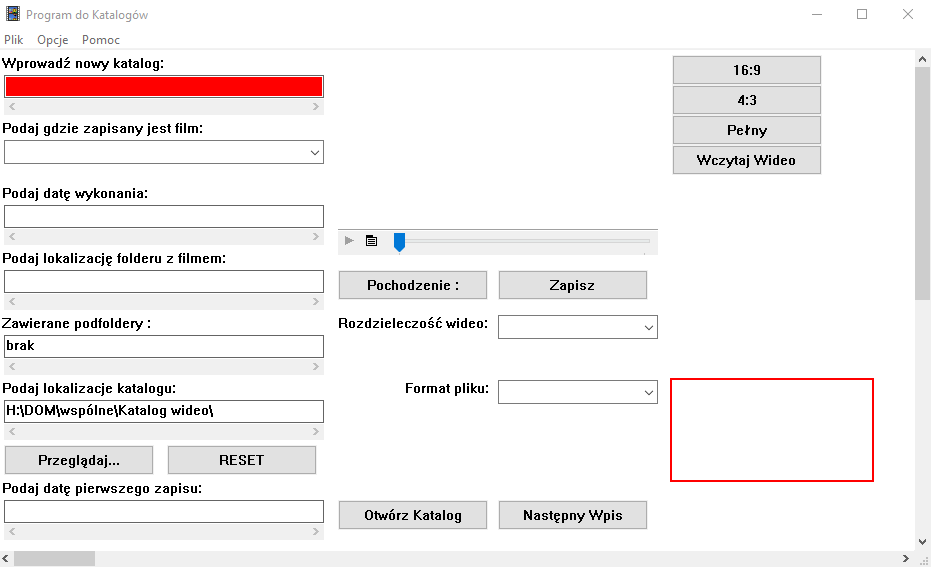 Program do Katalogów
Plik Opcje Pomoc
Wprowadź nowy katalog:
Podaj gdzie zapisany jest film:
Podaj datę wykonania:
Podaj lokalizację folderu z filmem:
Zawierane podfoldery :
brak
Podaj lokalizacje katalogu:
H:\DOM\wspólne\Katalog wideo\
Przeglądaj... RESET
Podaj datę pierwszego zapisu:
Pochodzenie : Zapisz
Rozdzieleczość wideo:
Format pliku:
Otwórz Katalog Następny Wpis
16:9
4:3
Pełny
Wczytaj Wideo